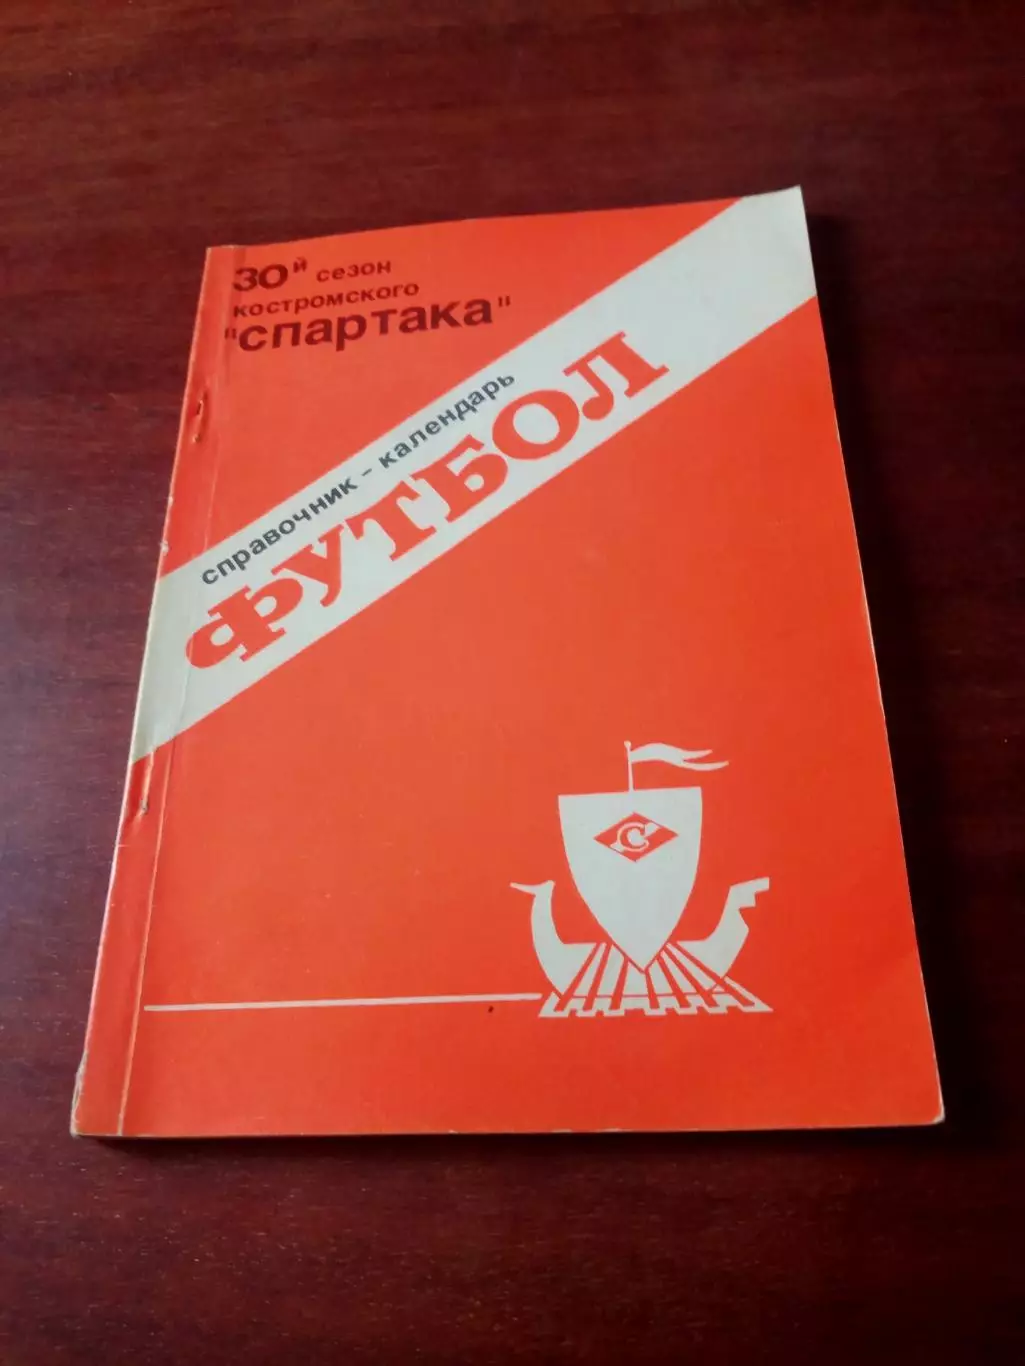 30й сезон
костромского
"спартака"
справочник - календарь
ФУТБОЛ
С